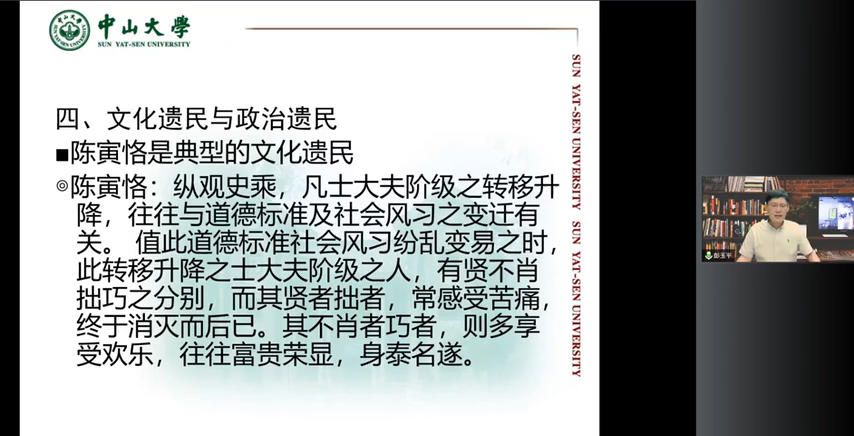 中山大學
SUN YAT-SEN UNIVERSITY
四、文化遗民与政治遗民
■陈寅恪是典型的文化遗民
◎陈寅恪：纵观史乘，凡士大夫阶级之转移升
降，往往与道德标准及社会风习之变迁有
关。 值此道德标准社会风习纷乱变易之时，
此转移升降之士大夫阶级之人，有贤不肖
拙巧之分别，而其贤者拙者，常感受苦痛，
终于消灭而后已。其不肖者巧者，则多享
受欢乐，往往富贵荣显，身泰名遂。
SUN YAT-SEN UNIVERSITY SUN YAT-SEN UNIVERSITY
彭玉平